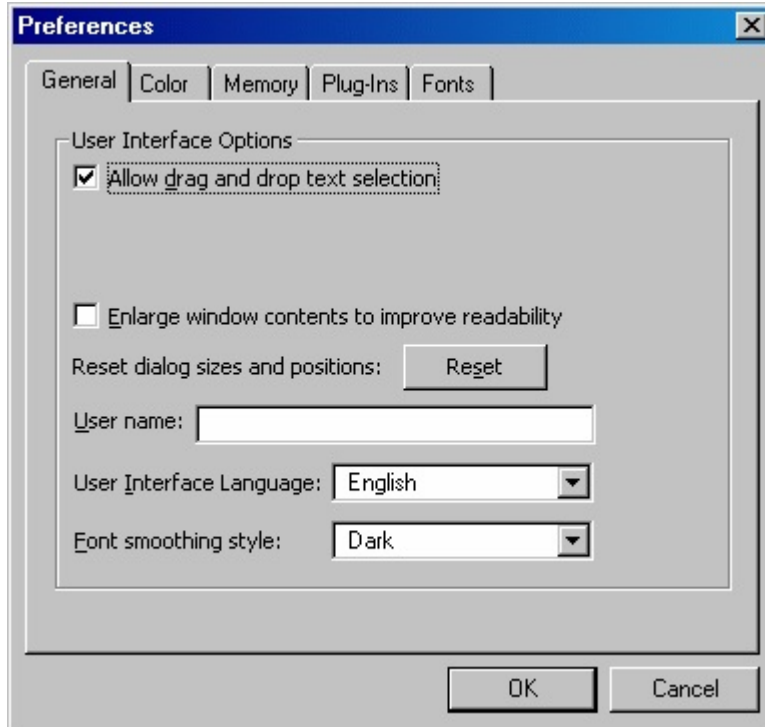 Preferences
General Color Memory Plug-Ins Fonts
User Interface Options
Allow drag and drop text selection
Enlarge window contents to improve readability
Reset dialog sizes and positions: Reset
User name:
User Interface Language: English
Font smoothing style: Dark
OK Cancel